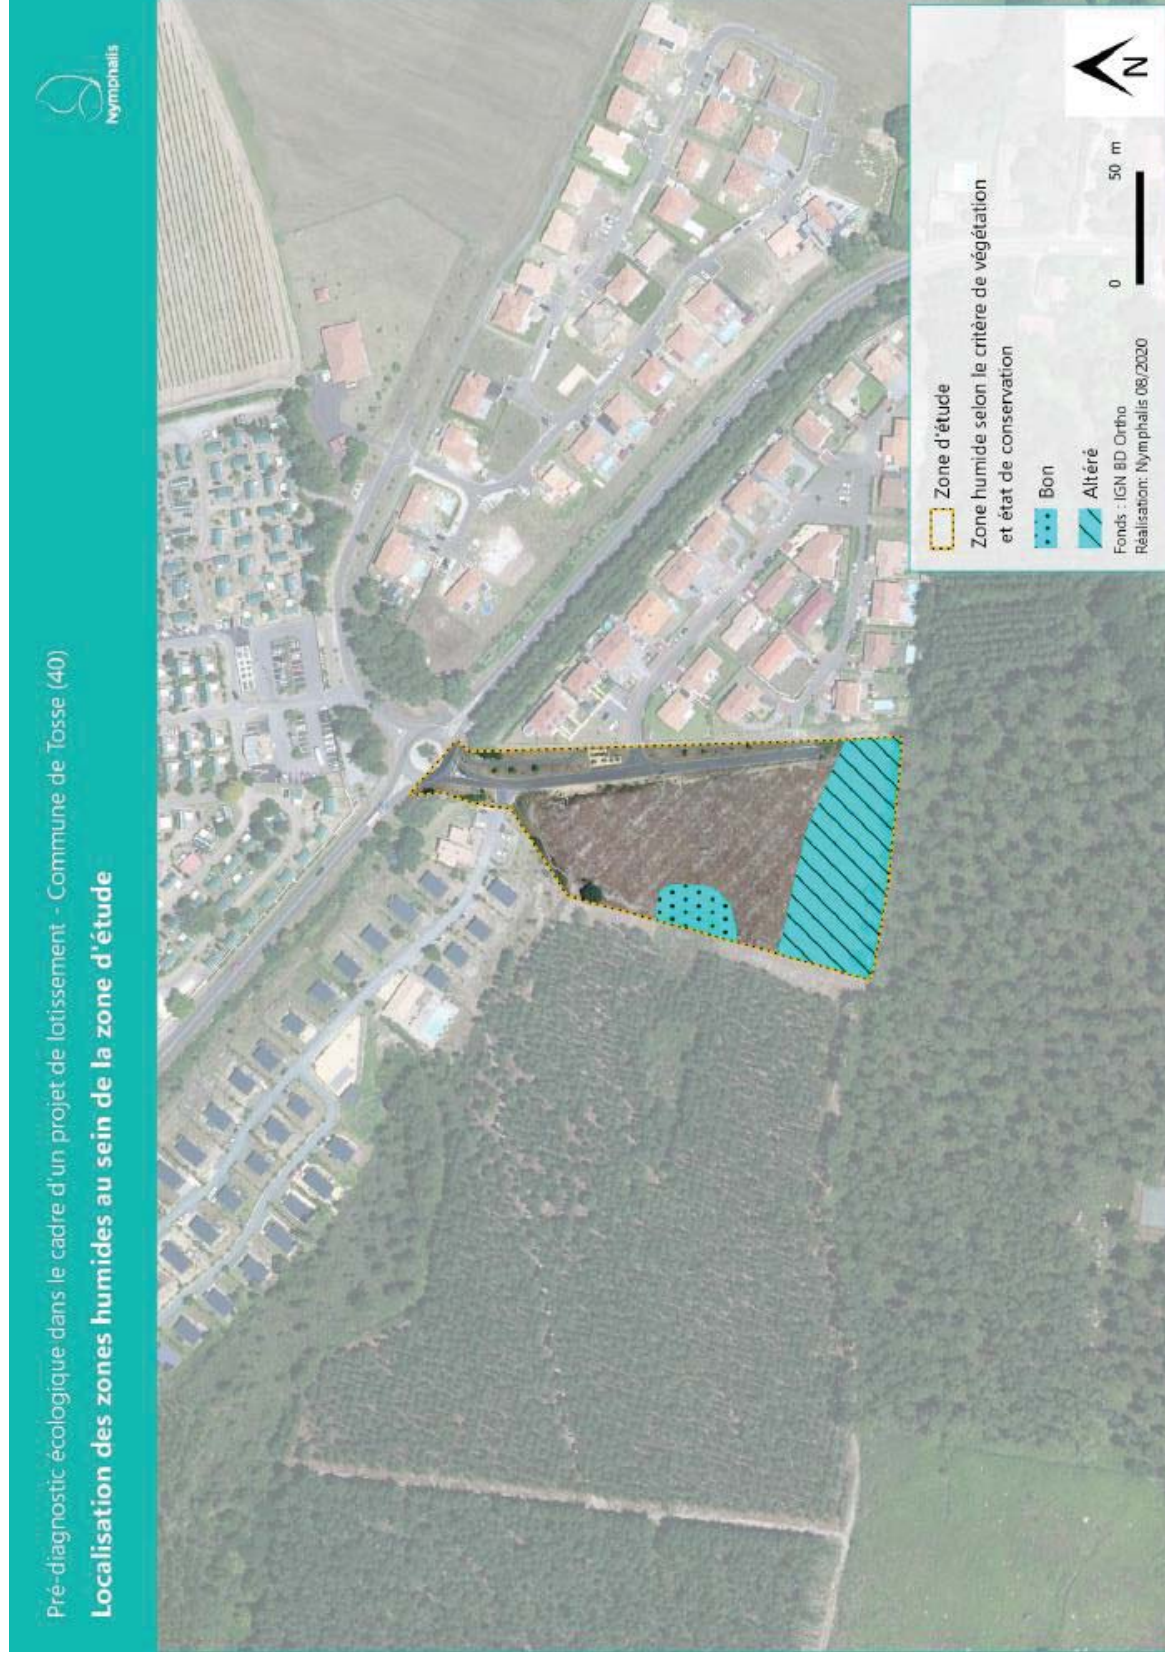 Pré-diagnostic écologique dans le cadre d'un projet de lotissement - Commune de Tosse (40)
Localisation des zones humides au sein de la zone d'étude
Nymphalis
Zone d'étude
Zone humide selon le critère de végétation
et état de conservation
Bon
Altéré
Fonds : IGN BD Ortho
Réalisation: Nymphalis 08/2020
0 50 m
N